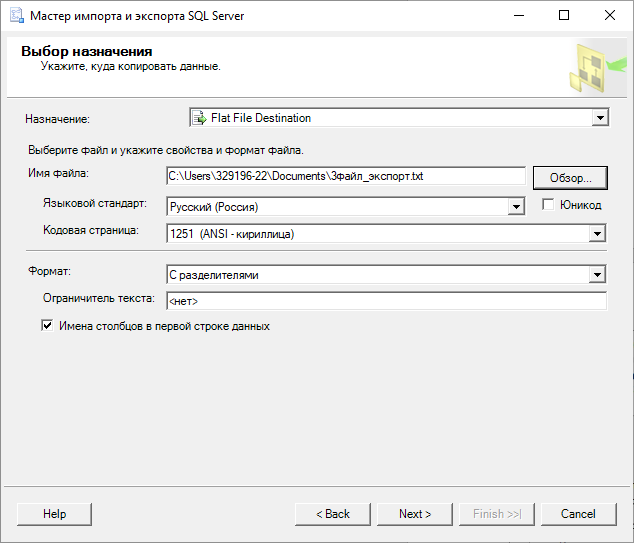 Мастер импорта и экспорта SQL Server
Выбор назначения
Укажите, куда копировать данные.
Назначение: Flat File Destination
Выберите файл и укажите свойства и формат файла.
Имя файла: C:\Users\329196-22\Documents\3файл_экспорт.txt Обзор...
Языковой стандарт: Русский (Россия) Юникод
Кодовая страница: 1251 (ANSI - кириллица)
Формат: С разделителями
Ограничитель текста: <нет>
Имена столбцов в первой строке данных
Help < Back Next > Finish >>| Cancel